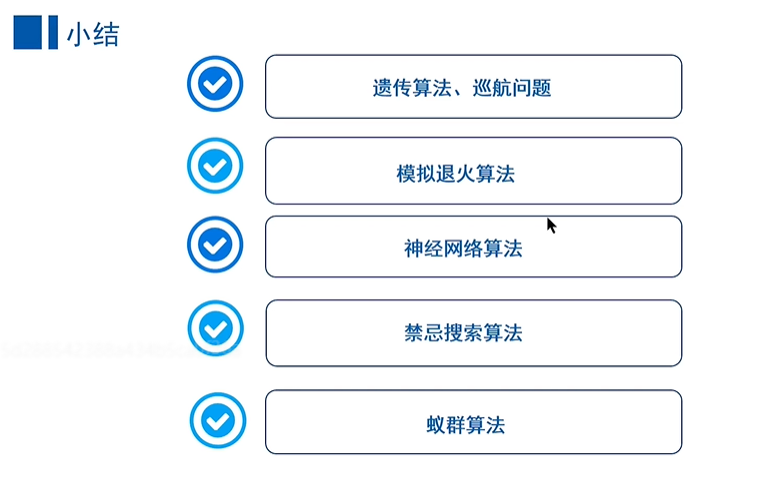 小结
遗传算法、巡航问题
模拟退火算法
神经网络算法
禁忌搜索算法
蚁群算法